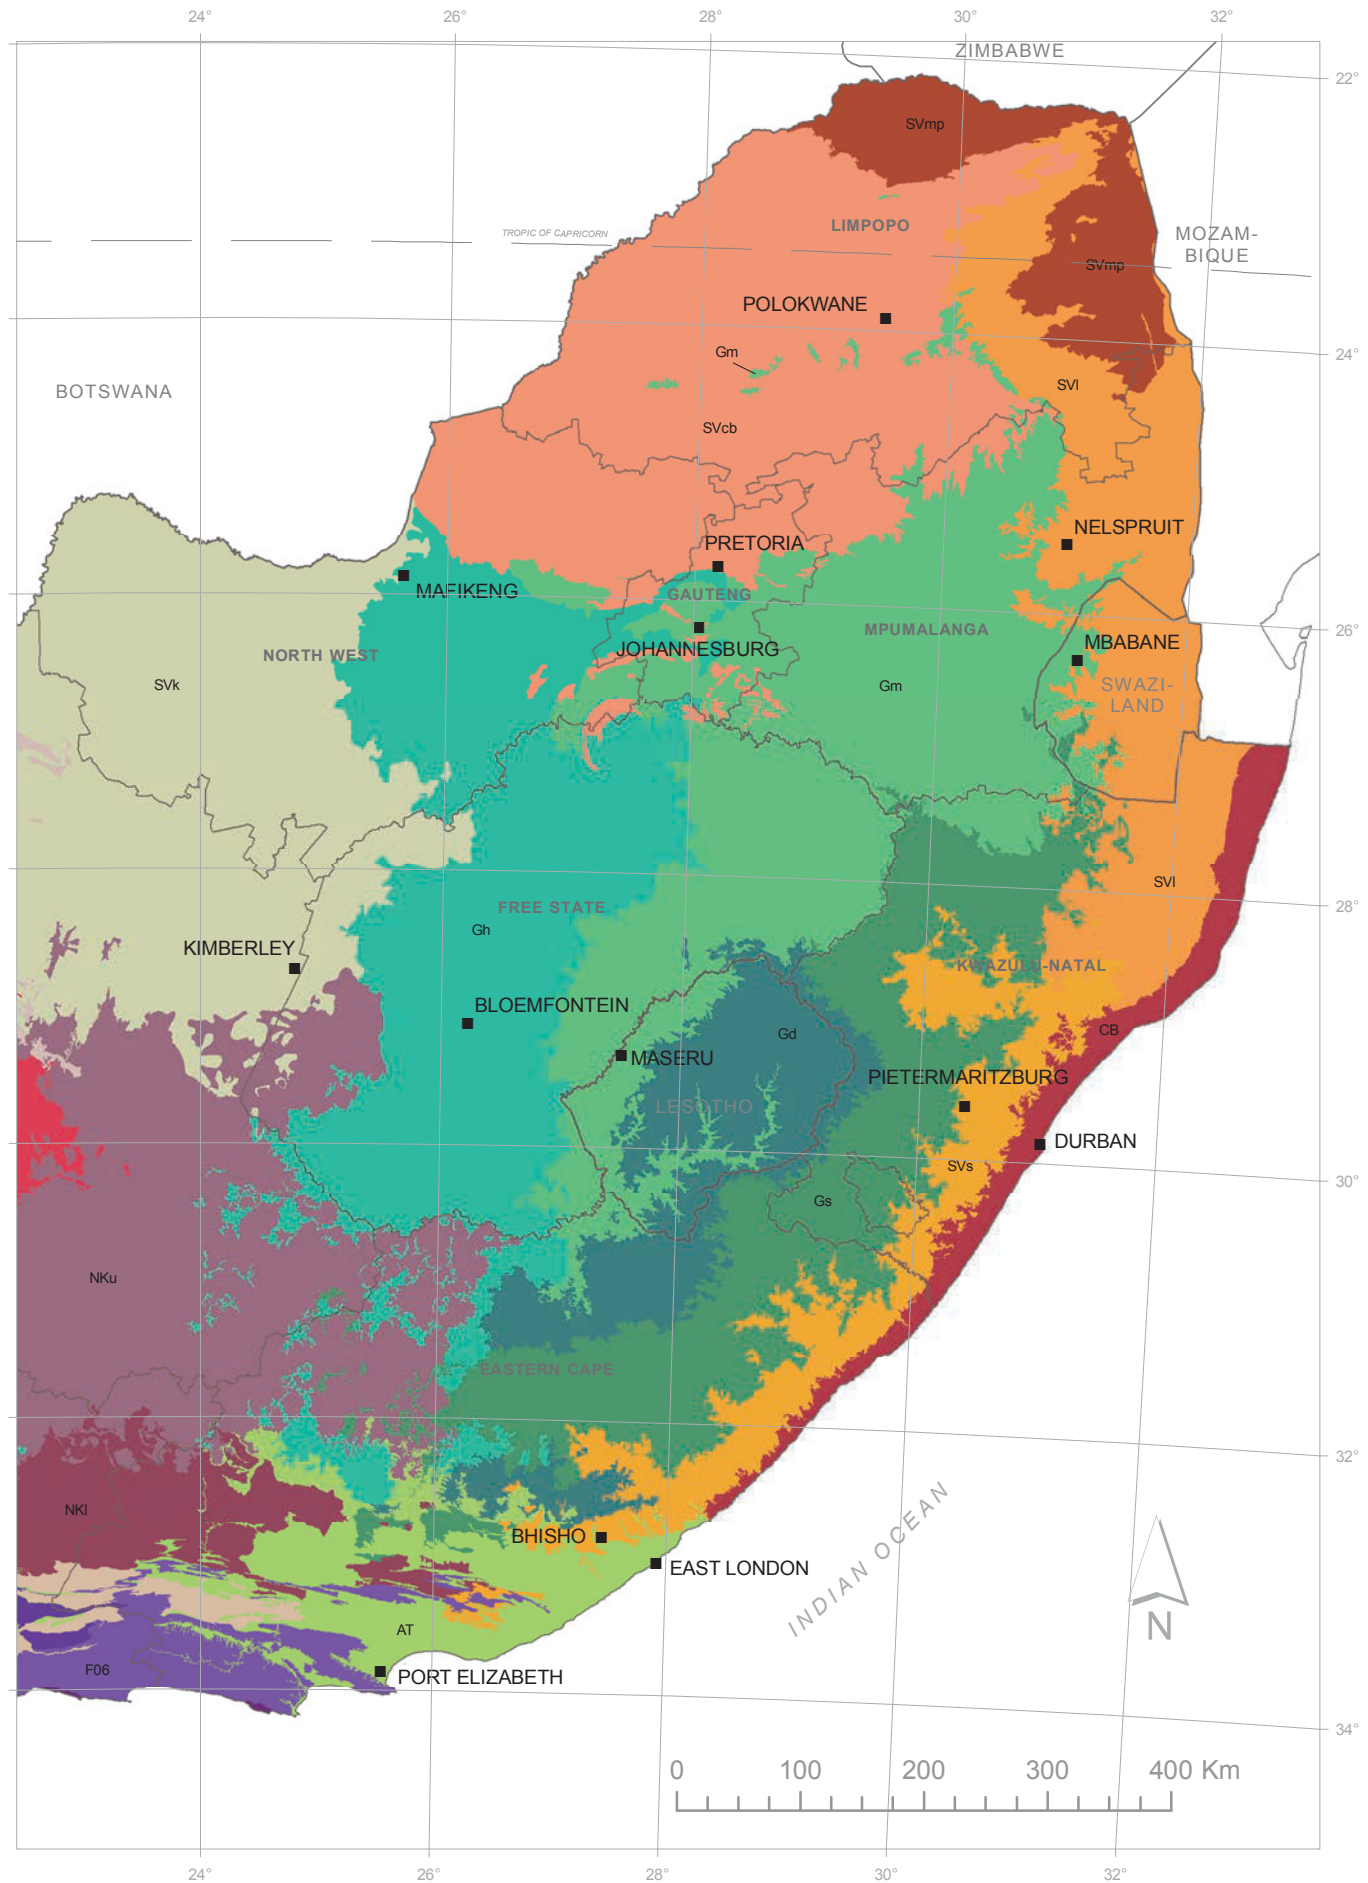 24°
26°
28°
30°
32°
ZIMBABWE
22°
SVmp
LIMPOPO
TROPIC OF CAPRICORN
MOZAM-
BIQUE
SVmp
POLOKWANE
Gm
24°
BOTSWANA
SVl
SVcb
NELSPRUIT
PRETORIA
MAFIKENG
GAUTENG
26°
MPUMALANGA
JOHANNESBURG
MBABANE
NORTH WEST
SVk
Gm
SWAZI-
LAND
SVl
28°
FREE STATE
Gh
KIMBERLEY
KWAZULU-NATAL
BLOEMFONTEIN
CB
Gd
MASERU
PIETERMARITZBURG
LESOTHO
DURBAN
SVs
30°
Gs
NKu
EASTERN CAPE
32°
NKl
BHISHO
EAST LONDON
INDIAN OCEAN
N
AT
F06
PORT ELIZABETH
34°
0 100 200 300 400 Km
24°
26°
28°
30°
32°